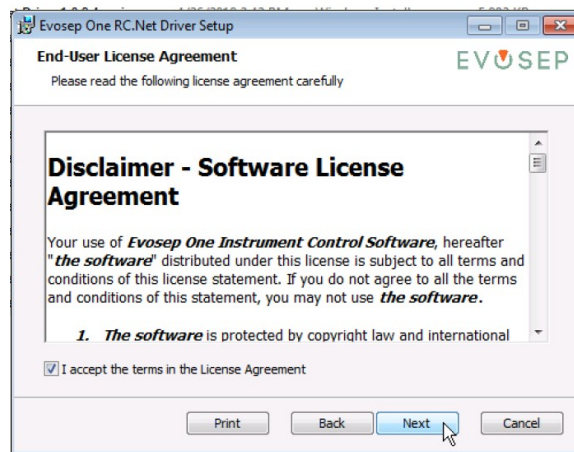 Evosep One RC.Net Driver Setup
End-User License Agreement
EVOSEP
Please read the following license agreement carefully
Disclaimer - Software License
Agreement
Your use of Evosep One Instrument Control Software, hereafter
"the software" distributed under this license is subject to all terms and
conditions of this license statement. If you do not agree to all the terms
and conditions of this statement, you may not use the software.
1. The software is protected by copyright law and international
I accept the terms in the License Agreement
Print Back Next Cancel